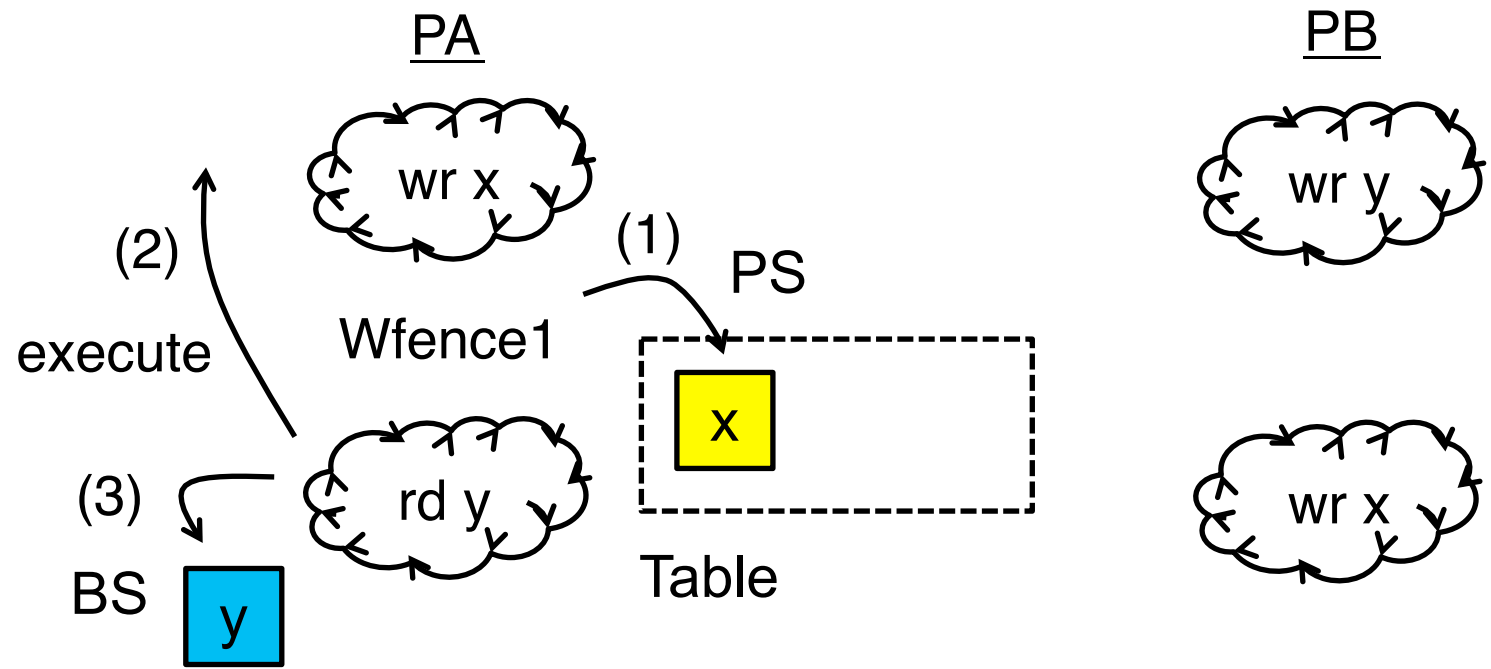 PA
PB
wr x
wr y
(1)
(2)
PS
Wfence1
execute
x
(3)
rd y
wr x
Table
BS
y